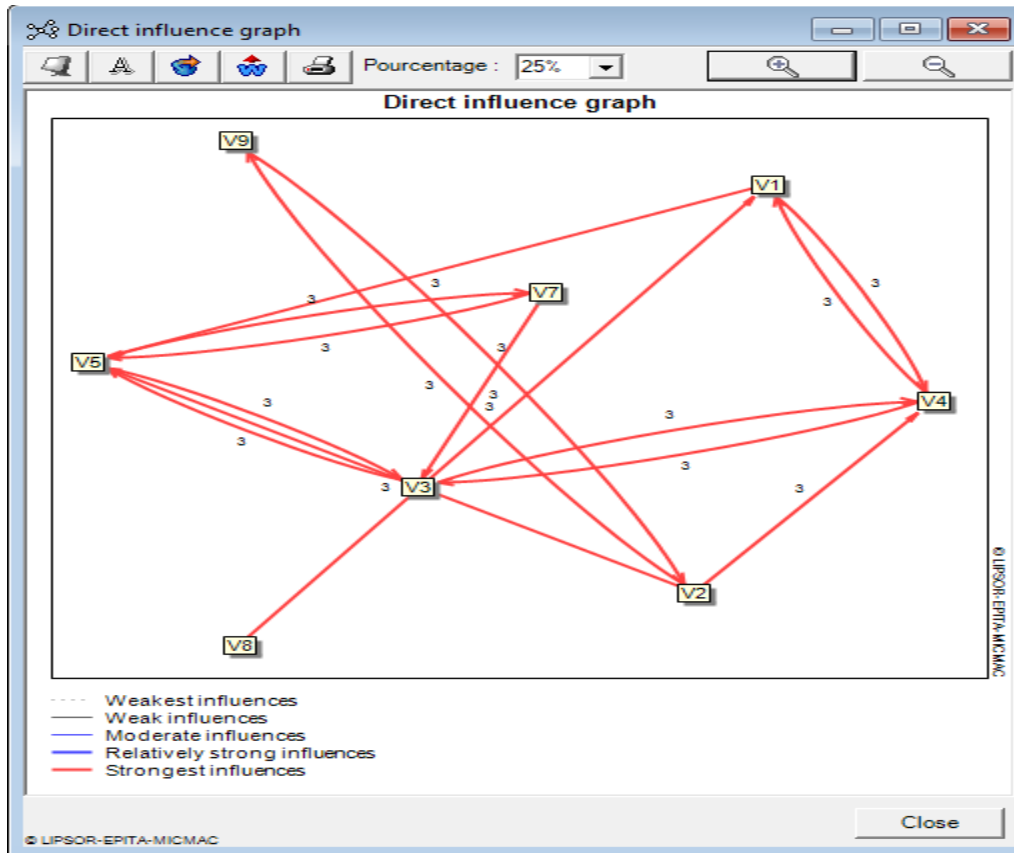 Direct influence graph
Pourcentage : 25%
Direct influence graph
V9
V1
3
3
V7
3
3
3
3
3
V5
3
3
3
3
V4
3
3
3
3
V3
3
V2
V8
© LIPSOR-EPITA-MICMAC
Weakest influences
Weak influences
Moderate influences
Relatively strong influences
Strongest influences
Close
© LIPSOR-EPITA-MICMAC